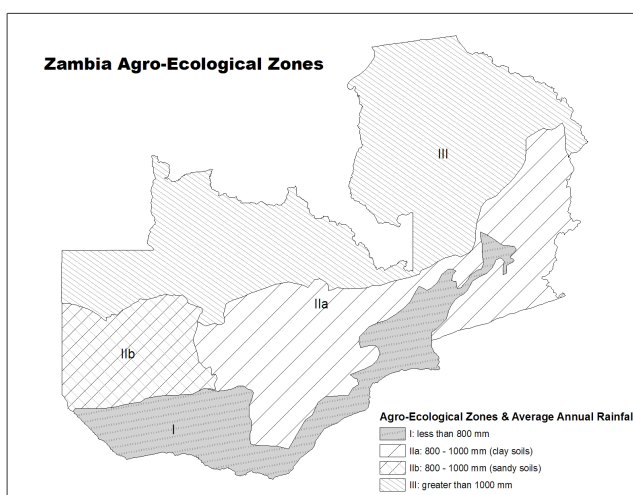 Zambia Agro-Ecological Zones
III
IIa
IIb
I
I
Agro-Ecological Zones & Average Annual Rainfal
I: less than 800 mm
IIa: 800 - 1000 mm (clay soils)
IIb: 800 - 1000 mm (sandy soils)
III: greater than 1000 mm